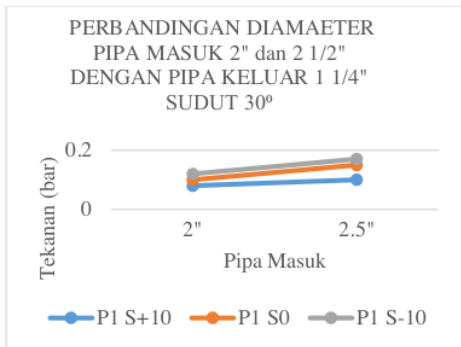 PERBANDINGAN DIAMAETER
PIPA MASUK 2" dan 2 1/2"
DENGAN PIPA KELUAR 1 1/4"
SUDUT 30⁰
Tekanan (bar)
0.2
0
2" 2.5"
Pipa Masuk
P1 S+10 P1 S0 P1 S-10